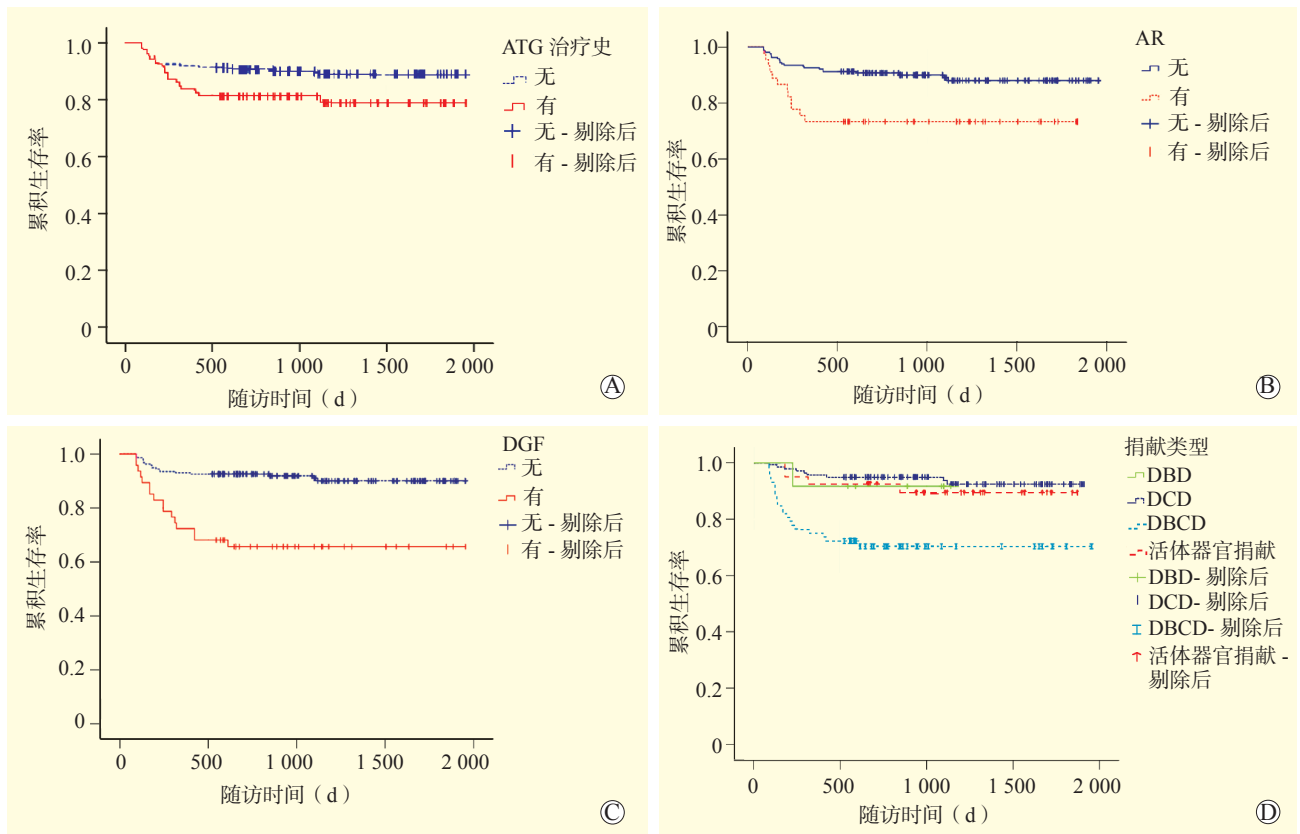 1.0
0.8
0.6
0.4
0.2
0
累积生存率
0 500 1 000 1 500 2 000
随访时间（d）
ATG 治疗史
无
有
无 - 剔除后
有 - 剔除后
A
1.0
0.8
0.6
0.4
0.2
0
累积生存率
0 500 1 000 1 500 2 000
随访时间（d）
AR
无
有
无 - 剔除后
有 - 剔除后
B
1.0
0.8
0.6
0.4
0.2
0
累积生存率
0 500 1 000 1 500 2 000
随访时间（d）
DGF
无
有
无 - 剔除后
有 - 剔除后
C
1.0
0.8
0.6
0.4
0.2
0
累积生存率
0 500 1 000 1 500 2 000
随访时间（d）
捐献类型
DBD
DCD
DBCD
活体器官捐献
DBD- 剔除后
DCD- 剔除后
DBCD- 剔除后
活体器官捐献 -
剔除后
D